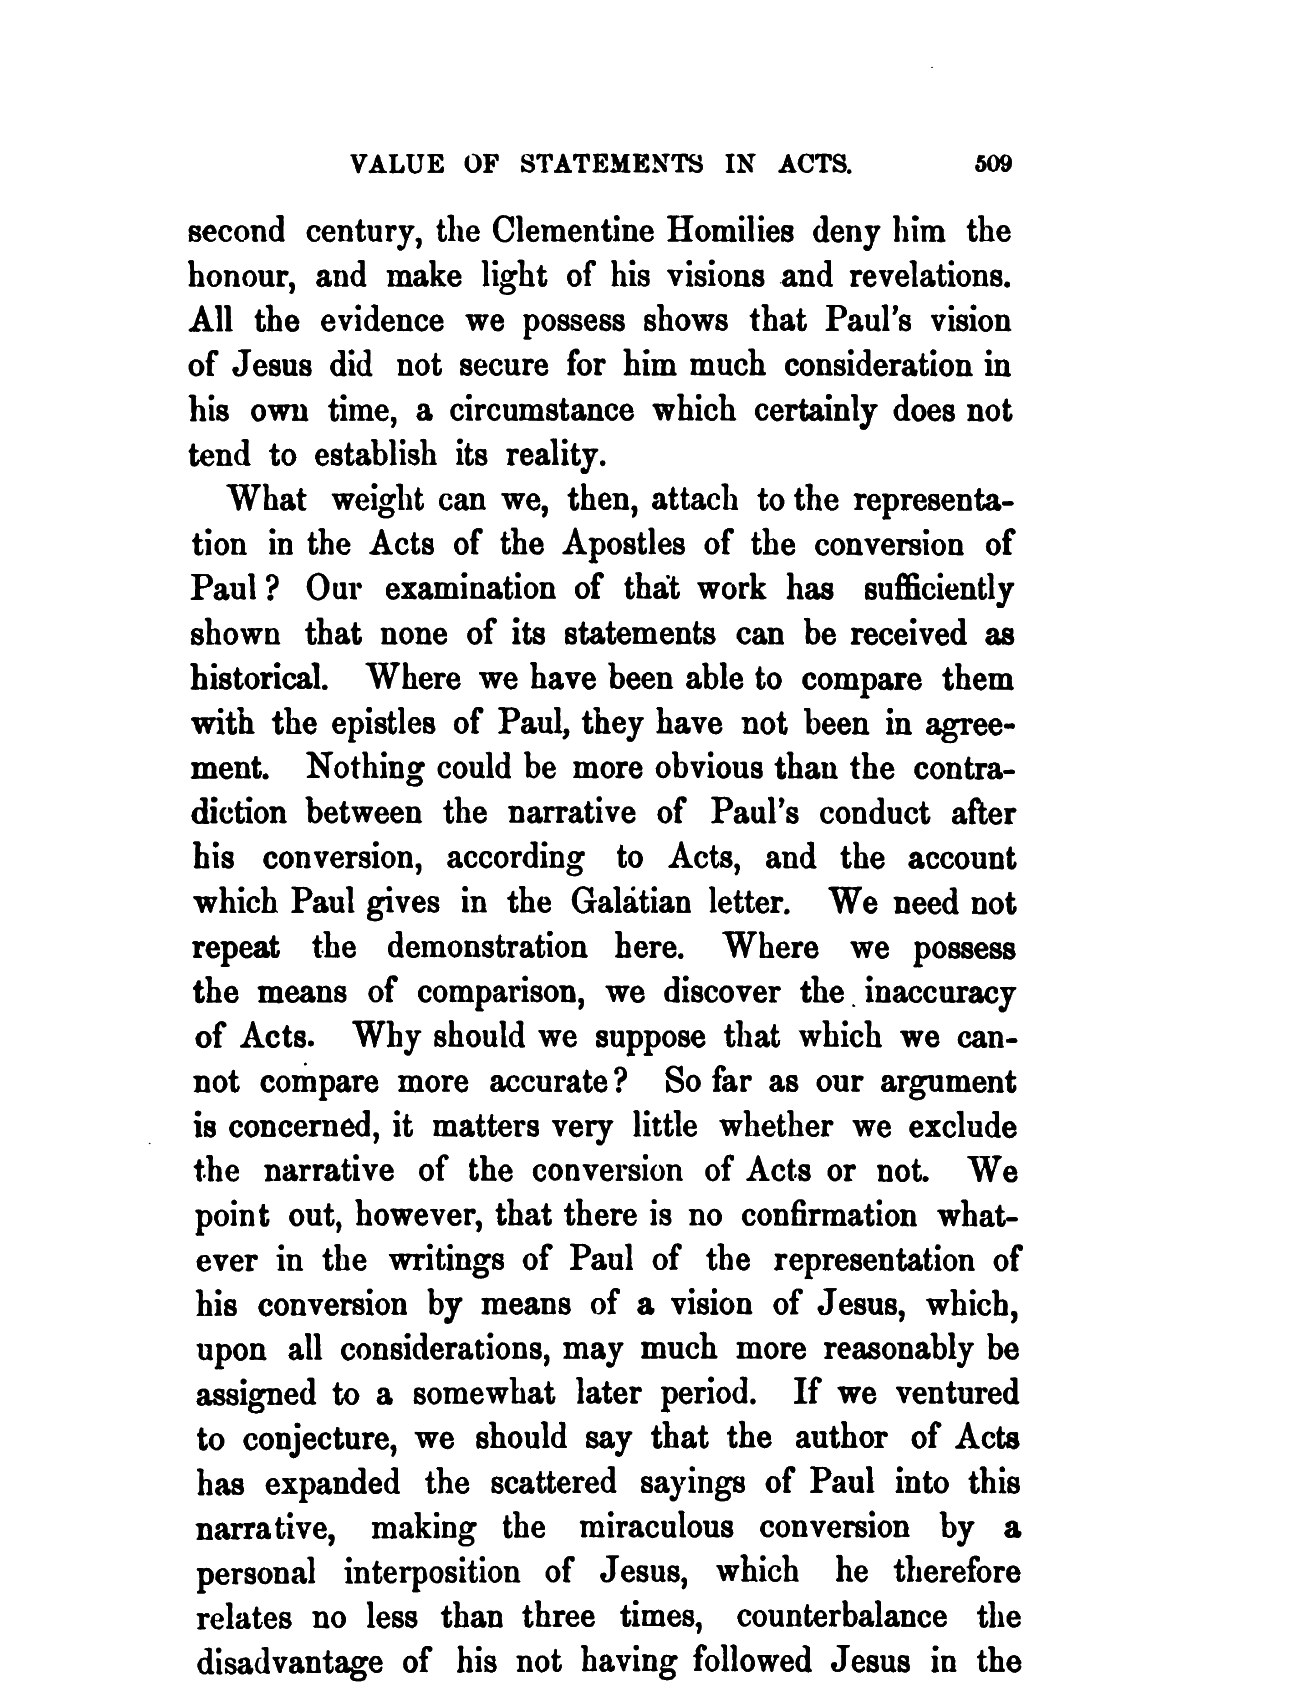 VALUE OF STATEMENTS IN ACTS. 509
second century, the Clementine Homilies deny him the
honour, and make light of his visions and revelations.
All the evidence we possess shows that Paul's vision
of Jesus did not secure for him much consideration in
his own time, a circumstance which certainly does not
tend to establish its reality.
What weight can we, then, attach to the representa-
tion in the Acts of the Apostles of the conversion of
Paul? Our examination of that work has sufficiently
shown that none of its statements can be received as
historical. Where we have been able to compare them
with the epistles of Paul, they have not been in agree-
ment. Nothing could be more obvious than the contra-
diction between the narrative of Paul's conduct after
his conversion, according to Acts, and the account
which Paul gives in the Galatian letter. We need not
repeat the demonstration here. Where we possess
the means of comparison, we discover the inaccuracy
of Acts. Why should we suppose that which we can-
not compare more accurate? So far as our argument
is concerned, it matters very little whether we exclude
the narrative of the conversion of Acts or not. We
point out, however, that there is no confirmation what-
ever in the writings of Paul of the representation of
his conversion by means of a vision of Jesus, which,
upon all considerations, may much more reasonably be
assigned to a somewhat later period. If we ventured
to conjecture, we should say that the author of Acts
has expanded the scattered sayings of Paul into this
narrative, making the miraculous conversion by a
personal interposition of Jesus, which he therefore
relates no less than three times, counterbalance the
disadvantage of his not having followed Jesus in the